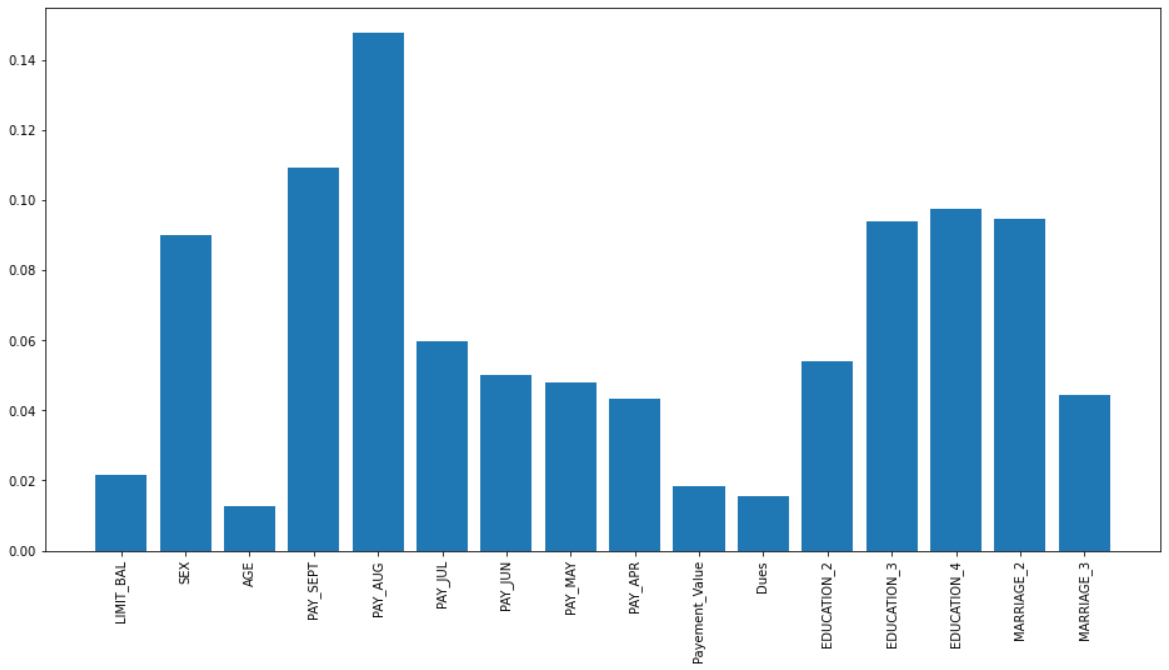 0.14
0.12
0.10
0.08
0.06
0.04
0.02
0.00
LIMIT_BAL
SEX
AGE
PAY_SEPT
PAY_AUG
PAY_JUL
PAY_JUN
PAY_MAY
PAY_APR
Payement_Value
Dues
EDUCATION_2
EDUCATION_3
EDUCATION_4
MARRIAGE_2
MARRIAGE_3